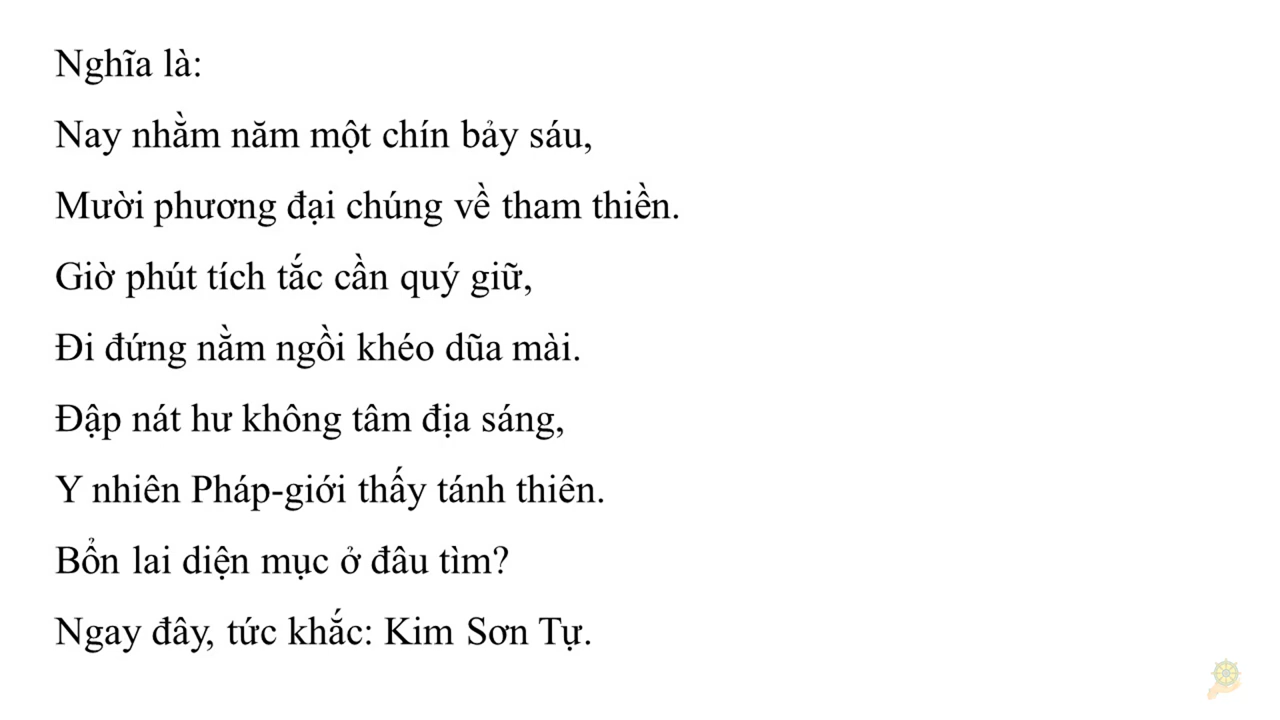 Nghĩa là:
Nay nhằm năm một chín bảy sáu,
Mười phương đại chúng về tham thiền.
Giờ phút tích tắc cần quý giữ,
Đi đứng nằm ngồi khéo dũa mài.
Đập nát hư không tâm địa sáng,
Y nhiên Pháp-giới thấy tánh thiên.
Bổn lai diện mục ở đâu tìm?
Ngay đây, tức khắc: Kim Sơn Tự.